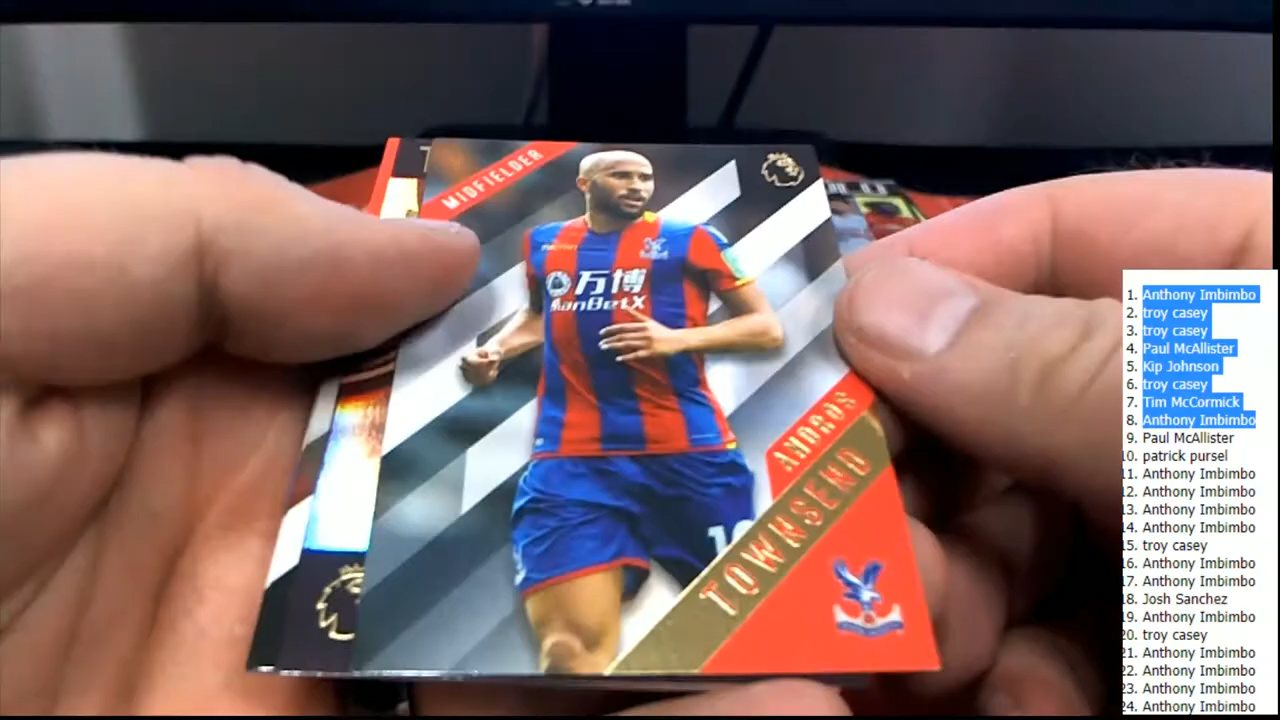 MIDFIELDER
万博
ManBetX
10
ANDROS
TOWNSEND
1. Anthony Imbimbo
2. troy casey
3. troy casey
4. Paul McAllister
5. Kip Johnson
6. troy casey
7. Tim McCormick
8. Anthony Imbimbo
9. Paul McAllister
10. patrick pursel
11. Anthony Imbimbo
12. Anthony Imbimbo
13. Anthony Imbimbo
14. Anthony Imbimbo
15. troy casey
16. Anthony Imbimbo
17. Anthony Imbimbo
18. Josh Sanchez
19. Anthony Imbimbo
20. troy casey
21. Anthony Imbimbo
22. Anthony Imbimbo
23. Anthony Imbimbo
24. Anthony Imbimbo